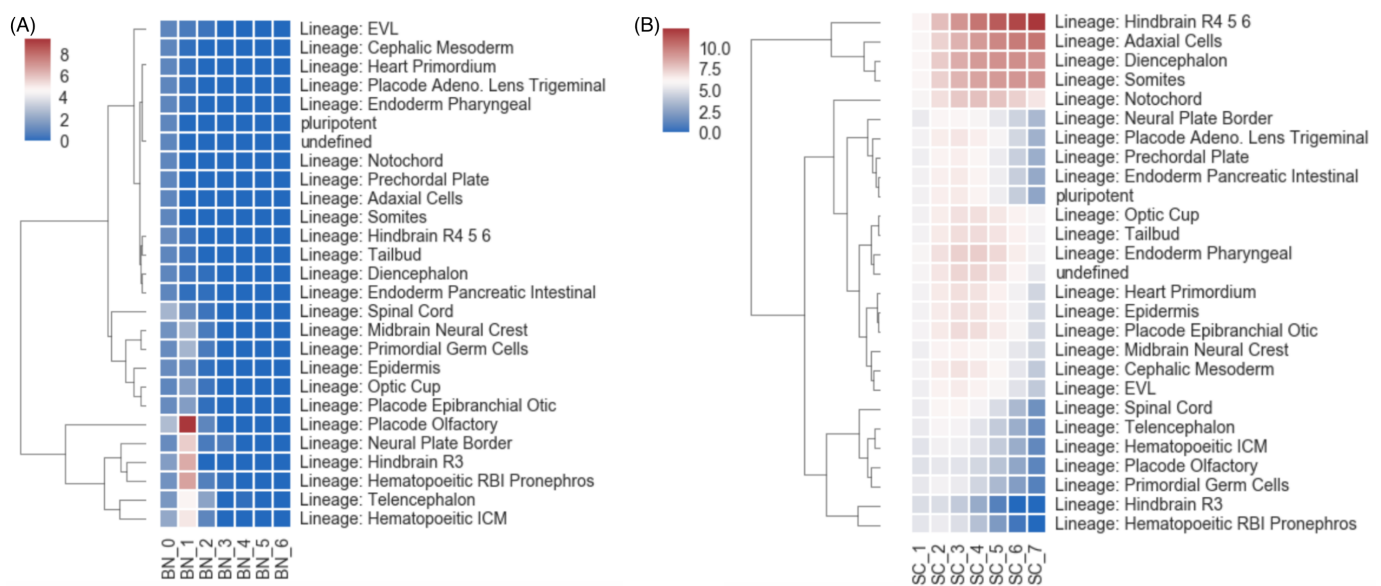 (A)
8
6
4
2
0
Lineage: EVL
Lineage: Cephalic Mesoderm
Lineage: Heart Primordium
Lineage: Placode Adeno. Lens Trigeminal
Lineage: Endoderm Pharyngeal
pluripotent
undefined
Lineage: Notochord
Lineage: Prechordal Plate
Lineage: Adaxial Cells
Lineage: Somites
Lineage: Hindbrain R4 5 6
Lineage: Tailbud
Lineage: Diencephalon
Lineage: Endoderm Pancreatic Intestinal
Lineage: Spinal Cord
Lineage: Midbrain Neural Crest
Lineage: Primordial Germ Cells
Lineage: Epidermis
Lineage: Optic Cup
Lineage: Placode Epibranchial Otic
Lineage: Placode Olfactory
Lineage: Neural Plate Border
Lineage: Hindbrain R3
Lineage: Hematopoeitic RBI Pronephros
Lineage: Telencephalon
Lineage: Hematopoeitic ICM
BN_0
BN_1
BN_2
BN_3
BN_4
BN_5
BN_6
(B)
10.0
7.5
5.0
2.5
0.0
Lineage: Hindbrain R4 5 6
Lineage: Adaxial Cells
Lineage: Diencephalon
Lineage: Somites
Lineage: Notochord
Lineage: Neural Plate Border
Lineage: Placode Adeno. Lens Trigeminal
Lineage: Prechordal Plate
Lineage: Endoderm Pancreatic Intestinal
pluripotent
Lineage: Optic Cup
Lineage: Tailbud
Lineage: Endoderm Pharyngeal
undefined
Lineage: Heart Primordium
Lineage: Epidermis
Lineage: Placode Epibranchial Otic
Lineage: Midbrain Neural Crest
Lineage: Cephalic Mesoderm
Lineage: EVL
Lineage: Spinal Cord
Lineage: Telencephalon
Lineage: Hematopoeitic ICM
Lineage: Placode Olfactory
Lineage: Primordial Germ Cells
Lineage: Hindbrain R3
Lineage: Hematopoeitic RBI Pronephros
SC_1
SC_2
SC_3
SC_4
SC_5
SC_6
SC_7